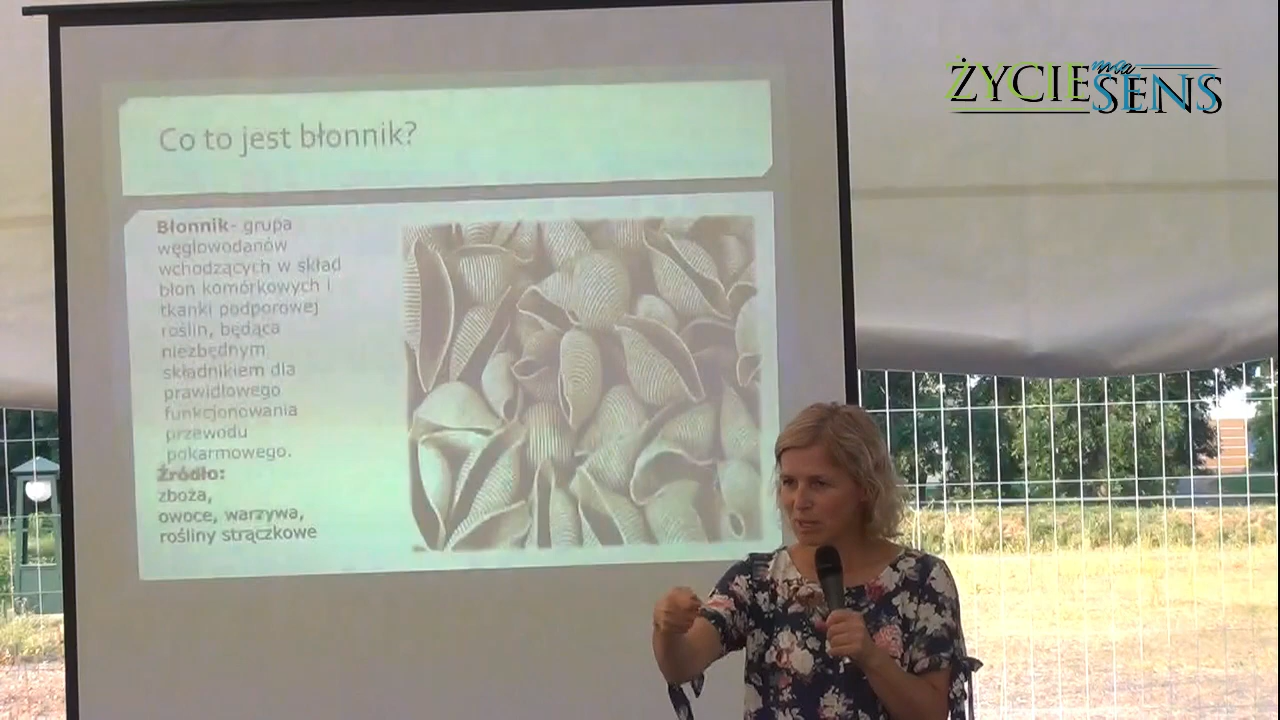 ŻYCIE ma SENS
Co to jest błonnik?
Błonnik- grupa
węglowodanów
wchodzących w skład
błon komórkowych i
tkanki podporowej
roślin, będąca
niezbędnym
składnikiem dla
prawidłowego
funkcjonowania
przewodu
pokarmowego.
Źródło:
zboża,
owoce, warzywa,
rośliny strączkowe